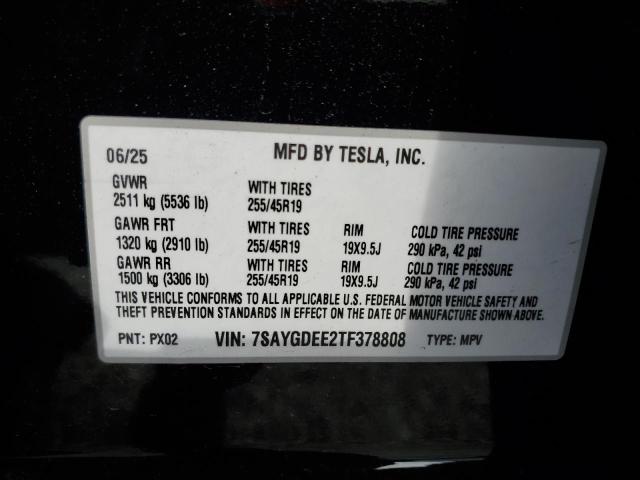 06/25 MFD BY TESLA, INC.
GVWR WITH TIRES
2511 kg (5536 lb) 255/45R19
GAWR FRT WITH TIRES RIM COLD TIRE PRESSURE
1320 kg (2910 lb) 255/45R19 19X9.5J 290 kPa, 42 psi
GAWR RR WITH TIRES RIM COLD TIRE PRESSURE
1500 kg (3306 lb) 255/45R19 19X9.5J 290 kPa, 42 psi
THIS VEHICLE CONFORMS TO ALL APPLICABLE U.S. FEDERAL MOTOR VEHICLE SAFETY AND
THEFT PREVENTION STANDARDS IN EFFECT ON THE DATE OF MANUFACTURE SHOWN ABOVE.
PNT: PX02 VIN: 7SAYGDEE2TF378808 TYPE: MPV